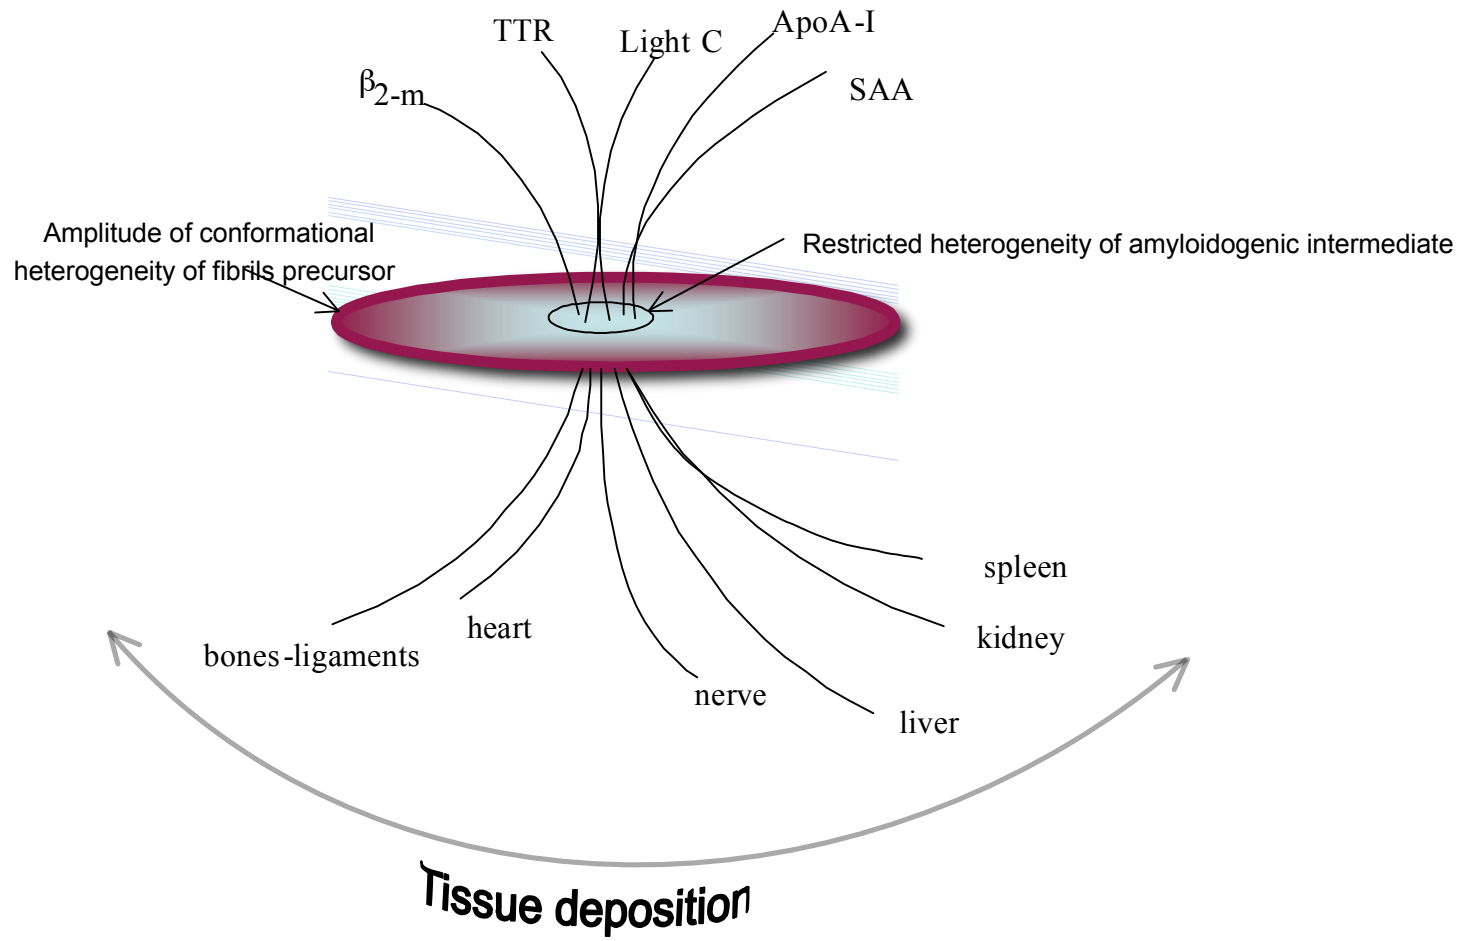 TTR
Light C
ApoA-I
β2-m
SAA
Amplitude of conformational
heterogeneity of fibrils precursor
Restricted heterogeneity of amyloidogenic intermediate
spleen
heart
kidney
bones-ligaments
nerve
liver
Tissue deposition